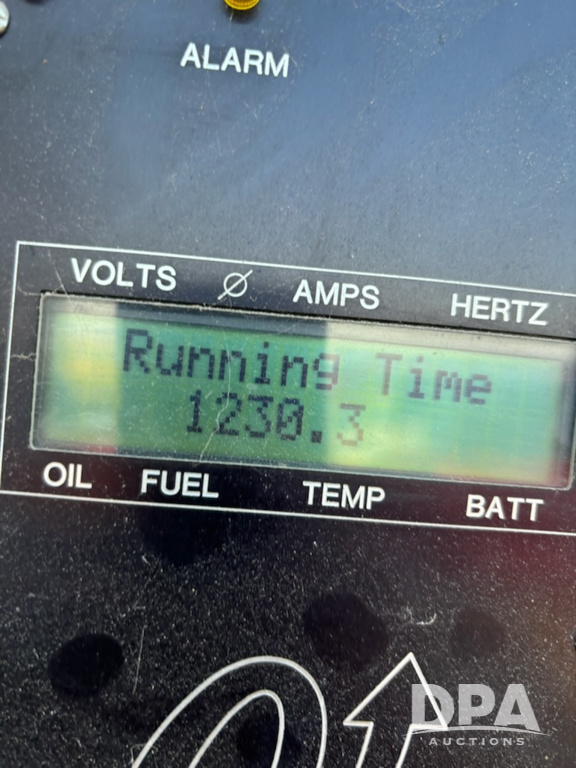 ALARM
VOLTS Ø AMPS HERTZ
Running Time
1230.3
OIL FUEL TEMP BATT
DPA
AUCTIONS